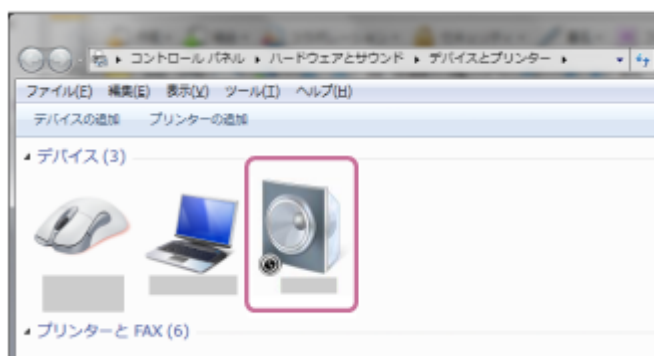 コントロール パネル ▸ ハードウェアとサウンド ▸ デバイスとプリンター ▸
ファイル(E) 編集(E) 表示(V) ツール(I) ヘルプ(H)
デバイスの追加 プリンターの追加
デバイス (3)
プリンターと FAX (6)